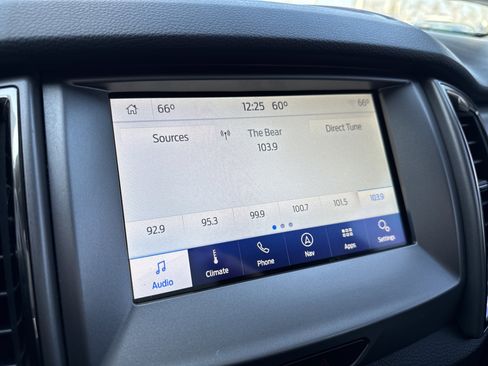 66° 12:25 60° 66°
Sources The Bear Direct Tune
103.9
92.9 95.3 99.9 100.7 101.5 103.9
Audio Climate Phone Nav Apps Settings